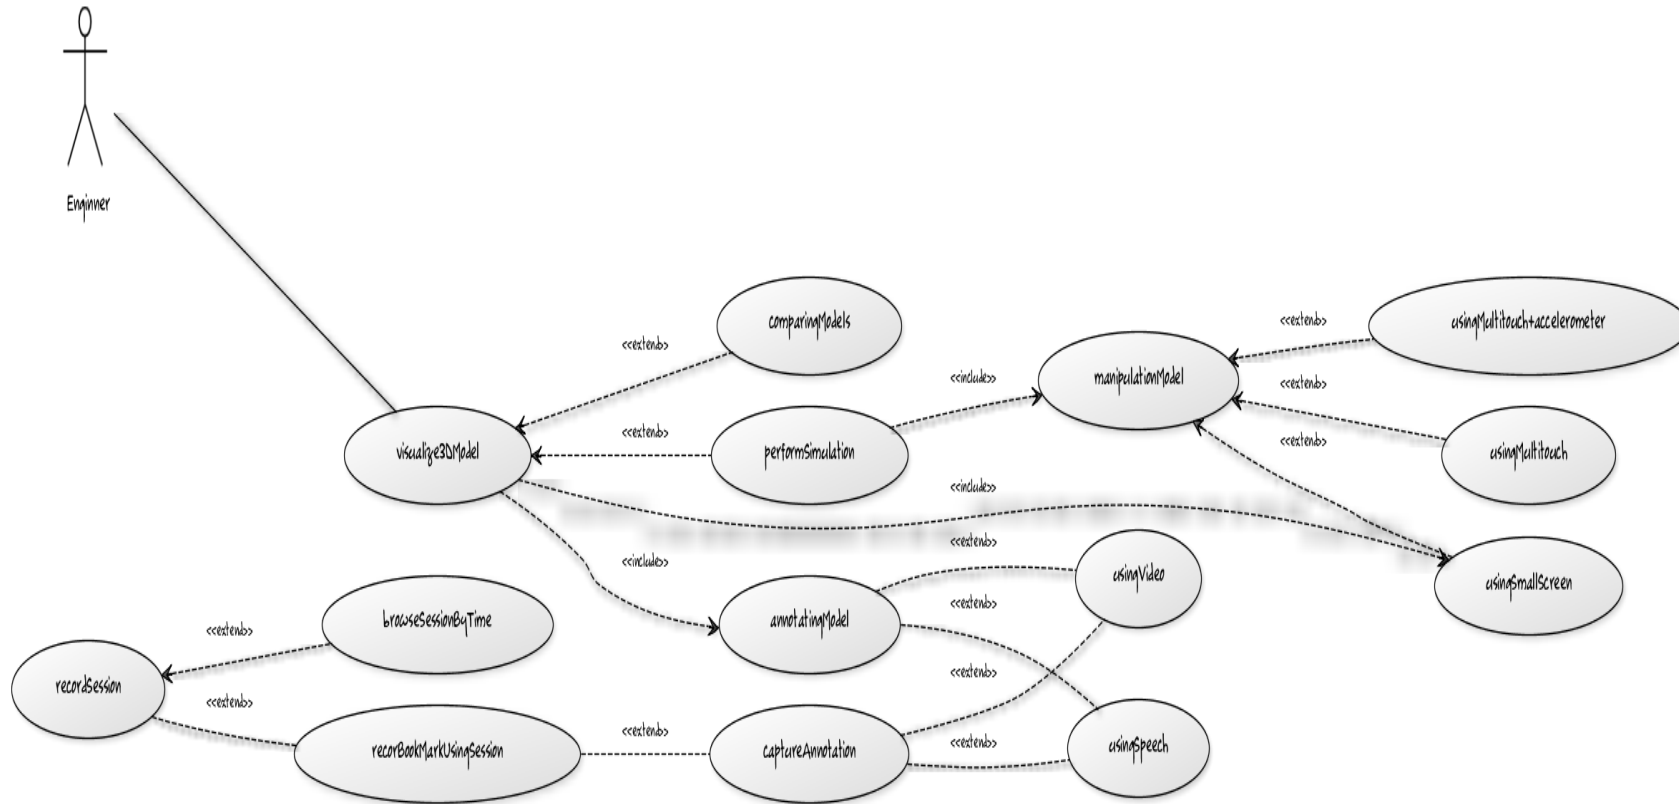 Enginner
comparingModels
usingMultitouch+accelerometer
<<extend>>
<<extend>>
<<include>>
manipulationModel
<<extend>>
<<extend>>
visualize3DModel
performSimulation
<<extend>>
usingMultitouch
<<include>>
<<extend>>
<<include>>
usingVideo
usingSmallScreen
<<extend>>
browseSessionByTime
annotatingModel
<<extend>>
recordSession
<<extend>>
<<extend>>
<<extend>>
<<extend>>
recorBookMarkUsingSession
captureAnnotation
usingSpeech